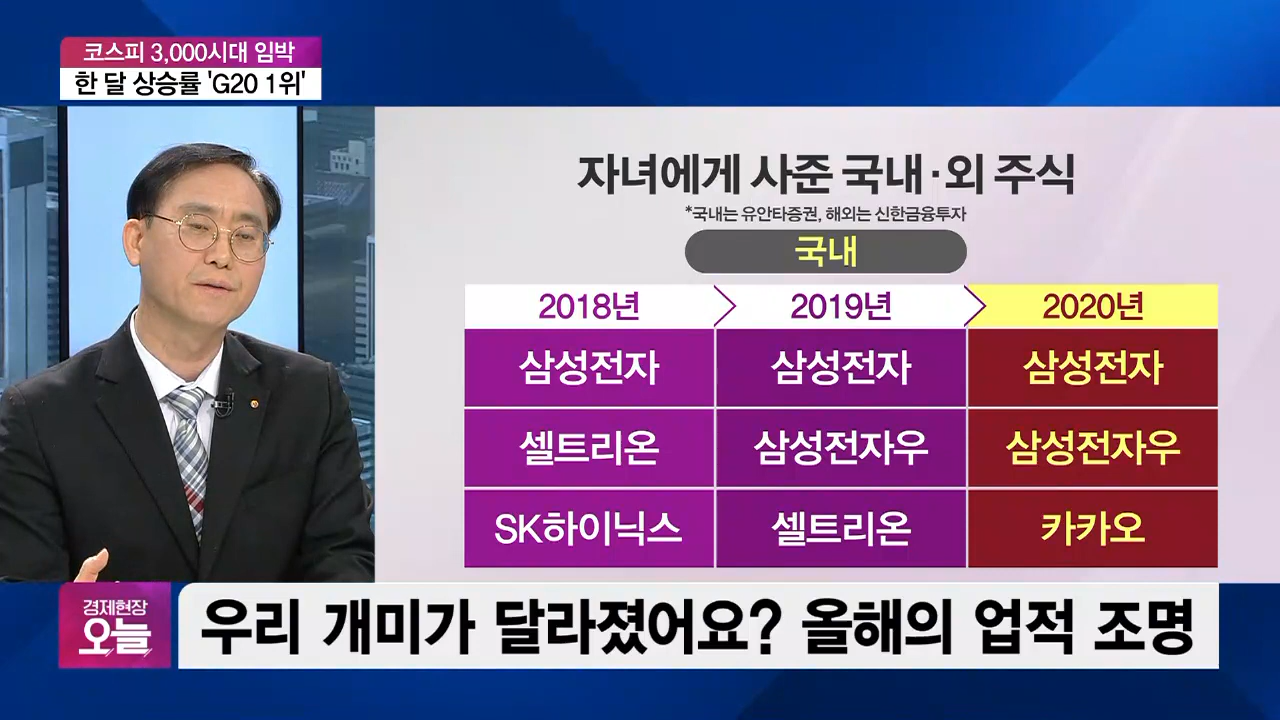 코스피 3,000시대 임박
한 달 상승률 'G20 1위'
자녀에게 사준 국내·외 주식
*국내는 유안타증권, 해외는 신한금융투자
국내
2018년 2019년 2020년
삼성전자 삼성전자 삼성전자
셀트리온 삼성전자우 삼성전자우
SK하이닉스 셀트리온 카카오
경제현장
오늘
우리 개미가 달라졌어요? 올해의 업적 조명